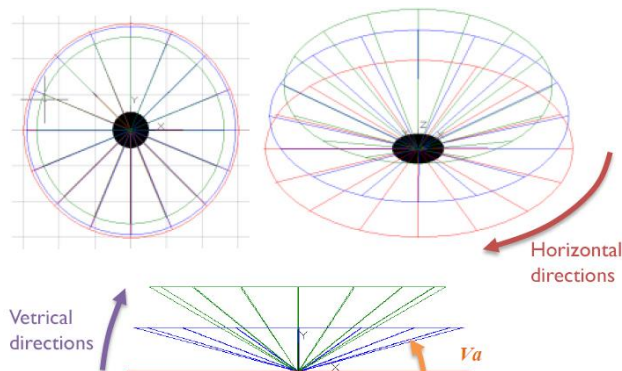 Y
X
Z
Horizontal
directions
Vetrical
directions
Y
Va
X